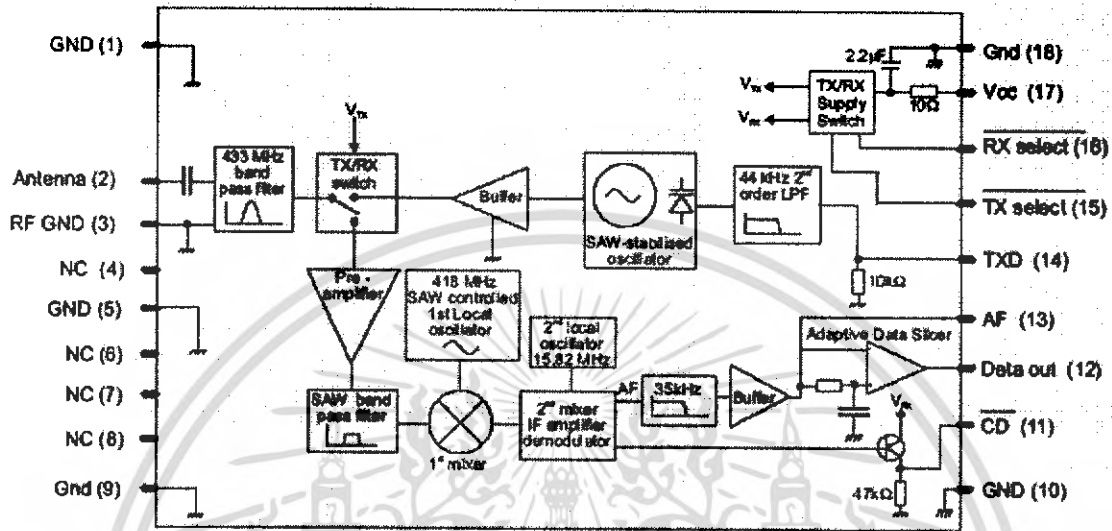 GND (1)
Antenna (2)
RF GND (3)
NC (4)
GND (5)
NC (6)
NC (7)
NC (8)
Gnd (9)
433 MHz
band
pass filter
VTX
TX/RX
switch
Buffer
SAW-stabilised
oscillator
44 kHz 2nd
order LPF
2.2µF
VTX
VRX
TX/RX
Supply
Switch
10Ω
Gnd (18)
Vcc (17)
RX select (16)
TX select (15)
TXD (14)
10kΩ
AF (13)
Data out (12)
CD (11)
GND (10)
Pre-
amplifier
418 MHz
SAW controlled
1st Local
oscillator
2nd local
oscillator
15.82 MHz
Adaptive Data Slicer
SAW band
pass filter
1st mixer
2nd mixer
IF amplifier
demodulator
AF
35kHz
Buffer
47kΩ